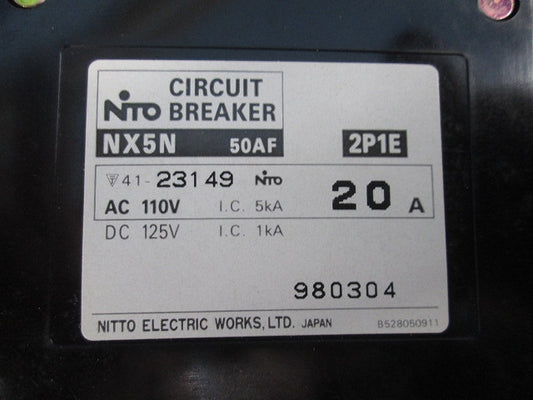 NiTO CIRCUIT BREAKER
NX5N 50AF 2P1E
41-23149 NiTO
20 A
AC 110V I.C. 5kA
DC 125V I.C. 1kA
980304
NITTO ELECTRIC WORKS, LTD. JAPAN B528050911